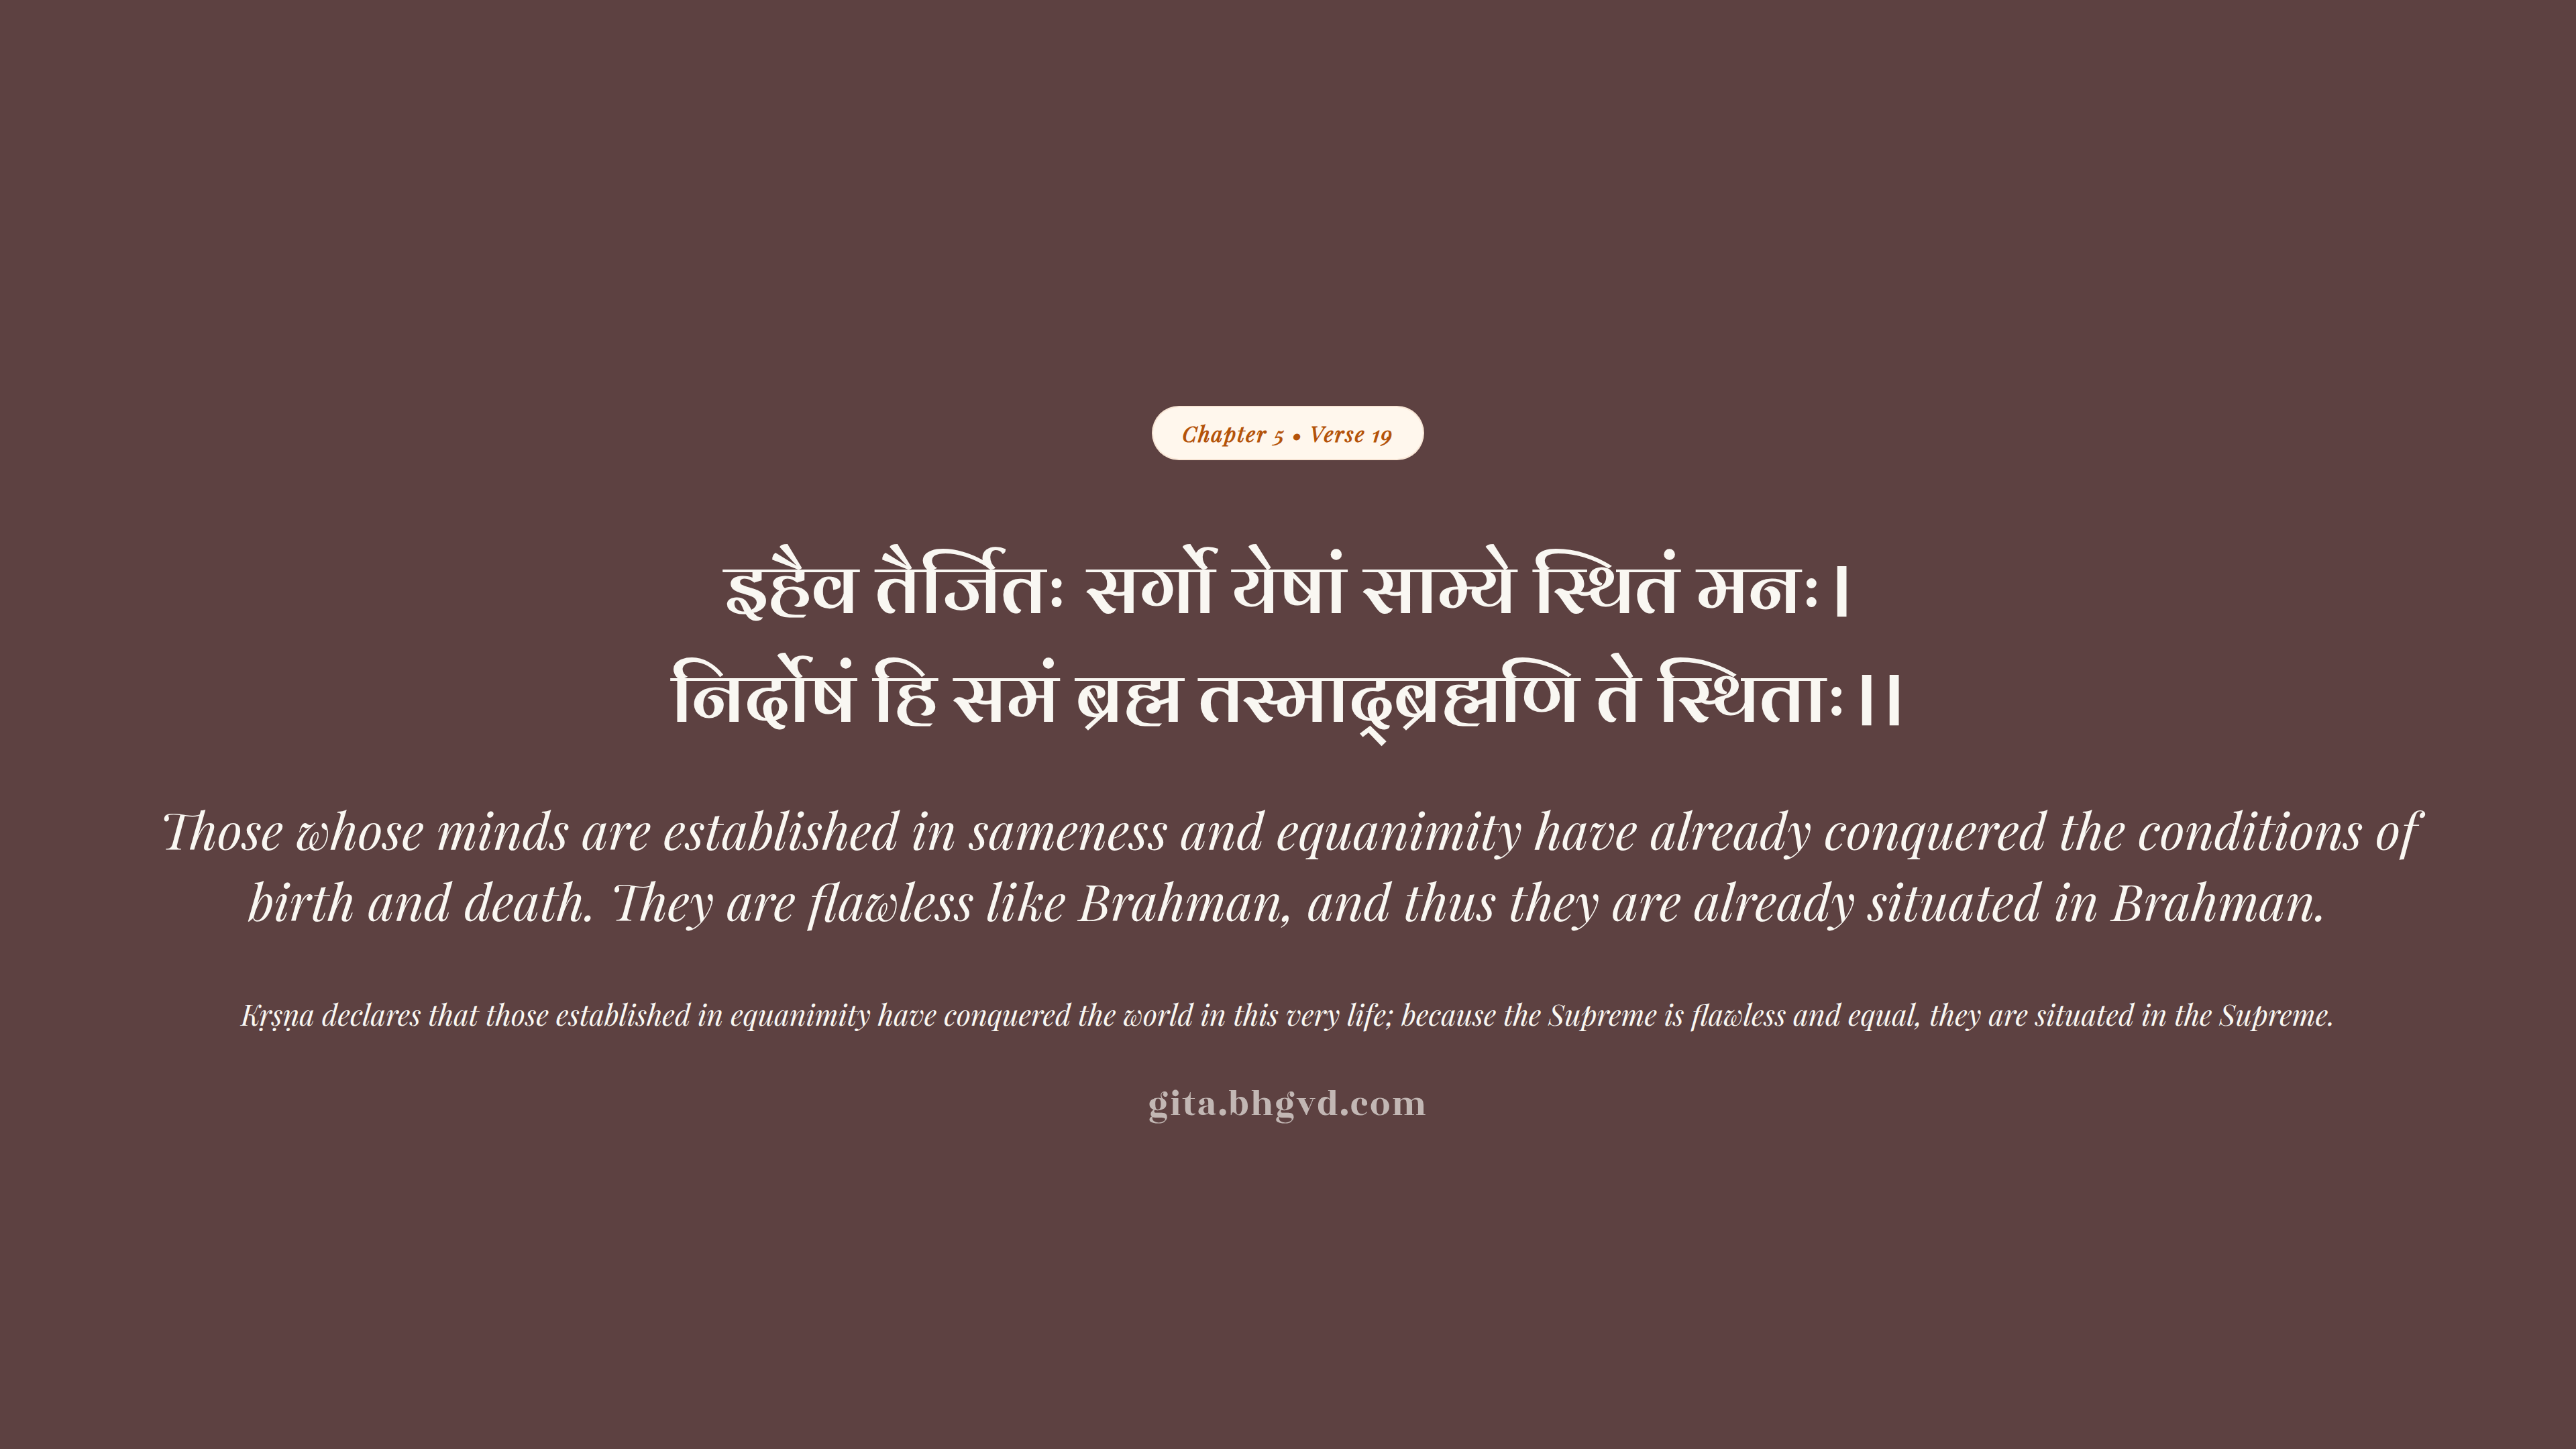 Chapter 5 • Verse 19
इहैव तैर्जितः सर्गो येषां साम्ये स्थितं मनः।
निर्दोषं हि समं ब्रह्म तस्माद्ब्रह्मणि ते स्थिताः।।
Those whose minds are established in sameness and equanimity have already conquered the conditions of
birth and death. They are flawless like Brahman, and thus they are already situated in Brahman.
Kṛṣṇa declares that those established in equanimity have conquered the world in this very life; because the Supreme is flawless and equal, they are situated in the Supreme.
gita.bhgvd.com